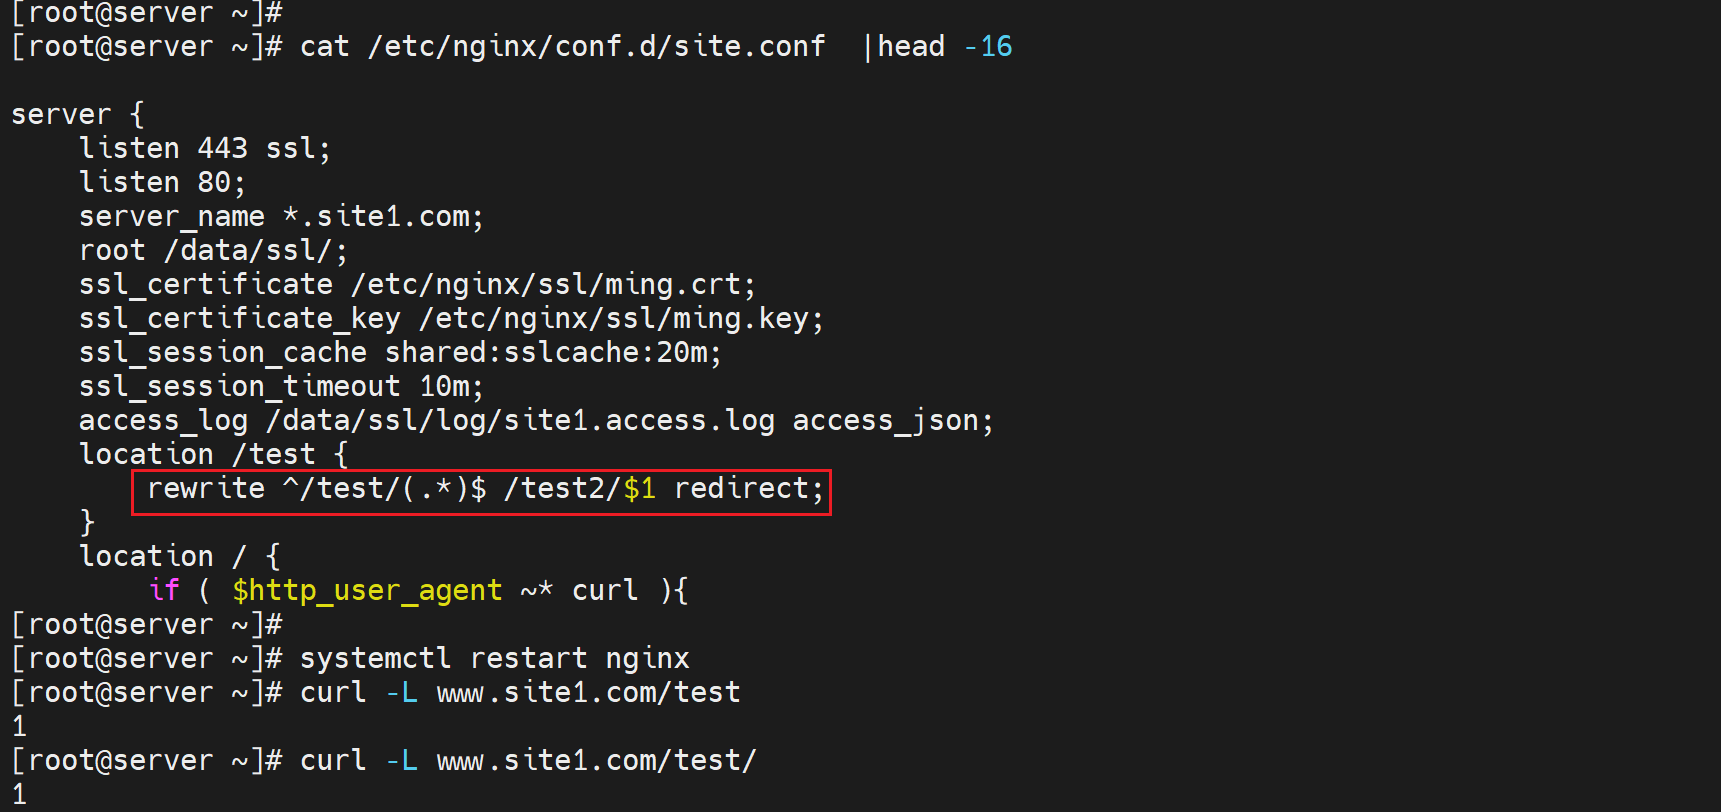 [root@server ~]#
[root@server ~]# cat /etc/nginx/conf.d/site.conf  |head -16

server {
    listen 443 ssl;
    listen 80;
    server_name *.site1.com;
    root /data/ssl/;
    ssl_certificate /etc/nginx/ssl/ming.crt;
    ssl_certificate_key /etc/nginx/ssl/ming.key;
    ssl_session_cache shared:sslcache:20m;
    ssl_session_timeout 10m;
    access_log /data/ssl/log/site1.access.log access_json;
    location /test {
        rewrite ^/test/(.*)$ /test2/$1 redirect;
    }
    location / {
        if ( $http_user_agent ~* curl ){
[root@server ~]#
[root@server ~]# systemctl restart nginx
[root@server ~]# curl -L www.site1.com/test
1
[root@server ~]# curl -L www.site1.com/test/
1